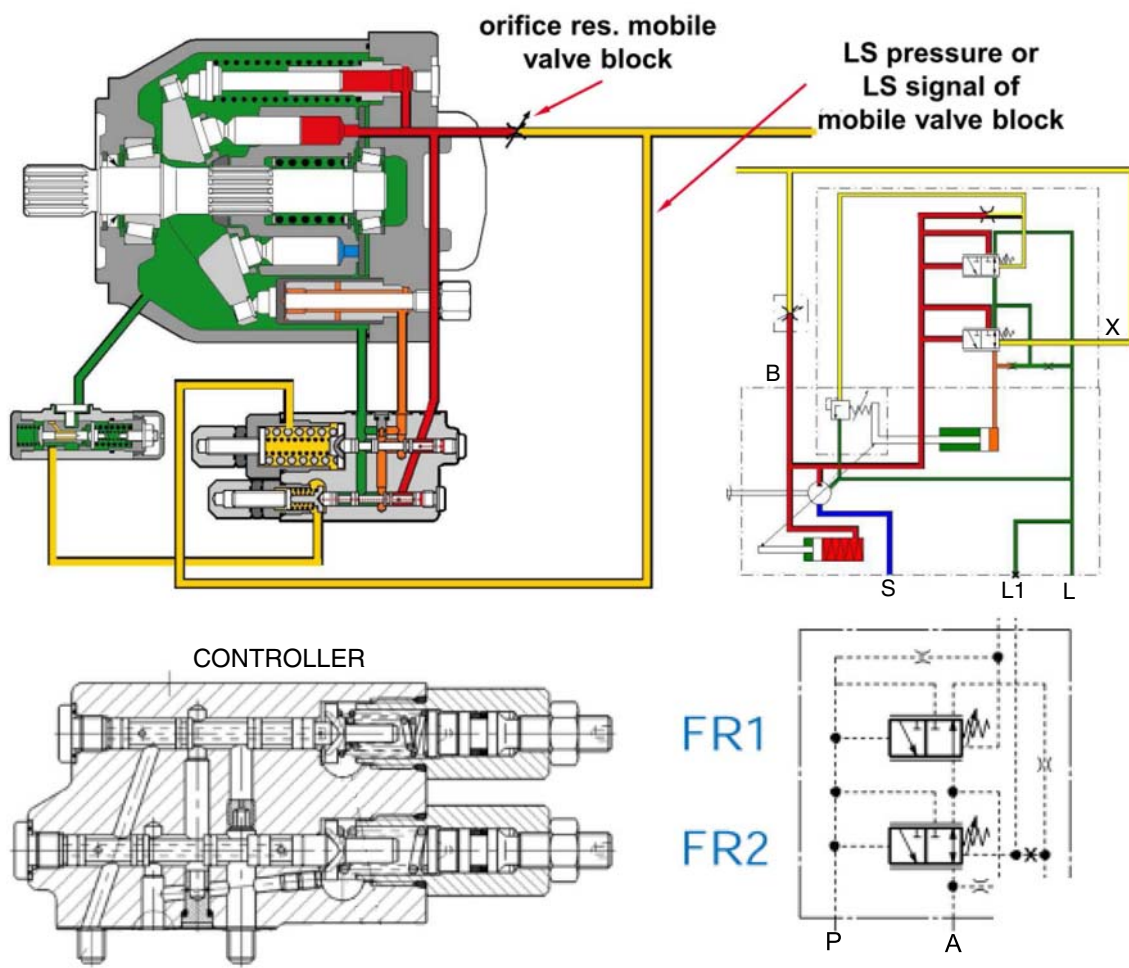 orifice res. mobile
valve block
LS pressure or
LS signal of
mobile valve block
X
B
S
L1
L
CONTROLLER
FR1
FR2
P
A